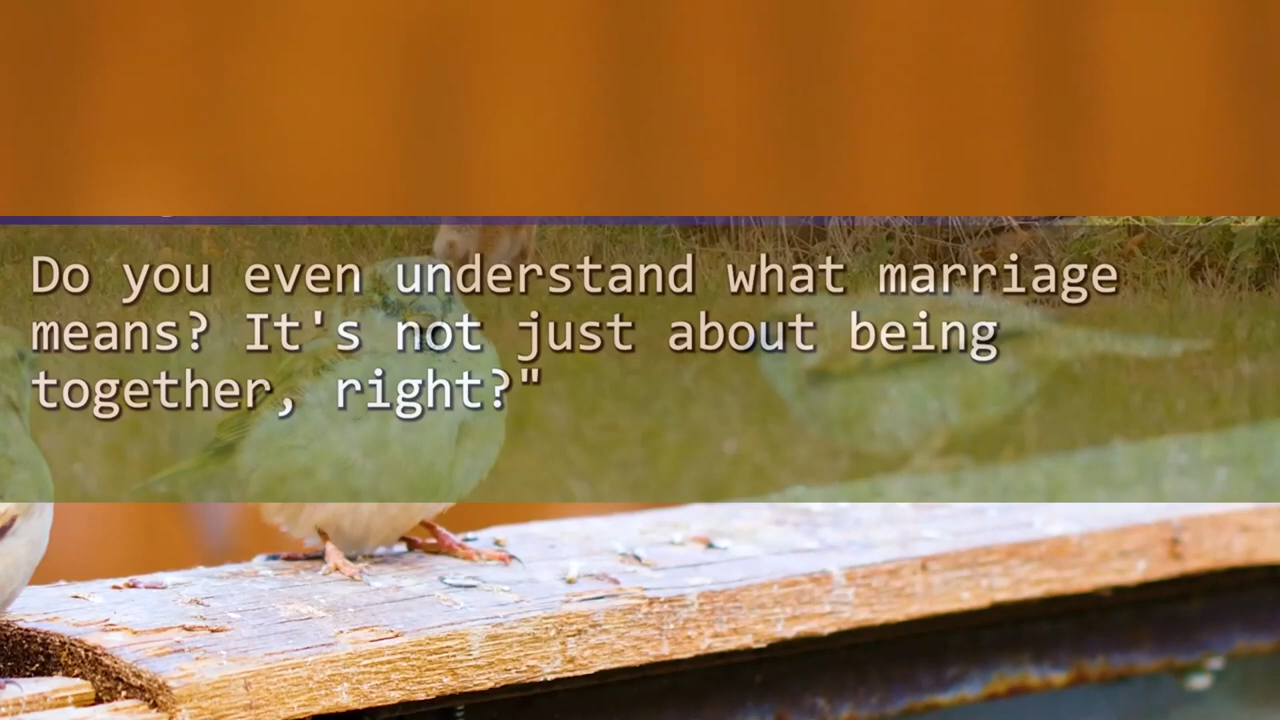 Do you even understand what marriage
means? It's not just about being
together, right?"